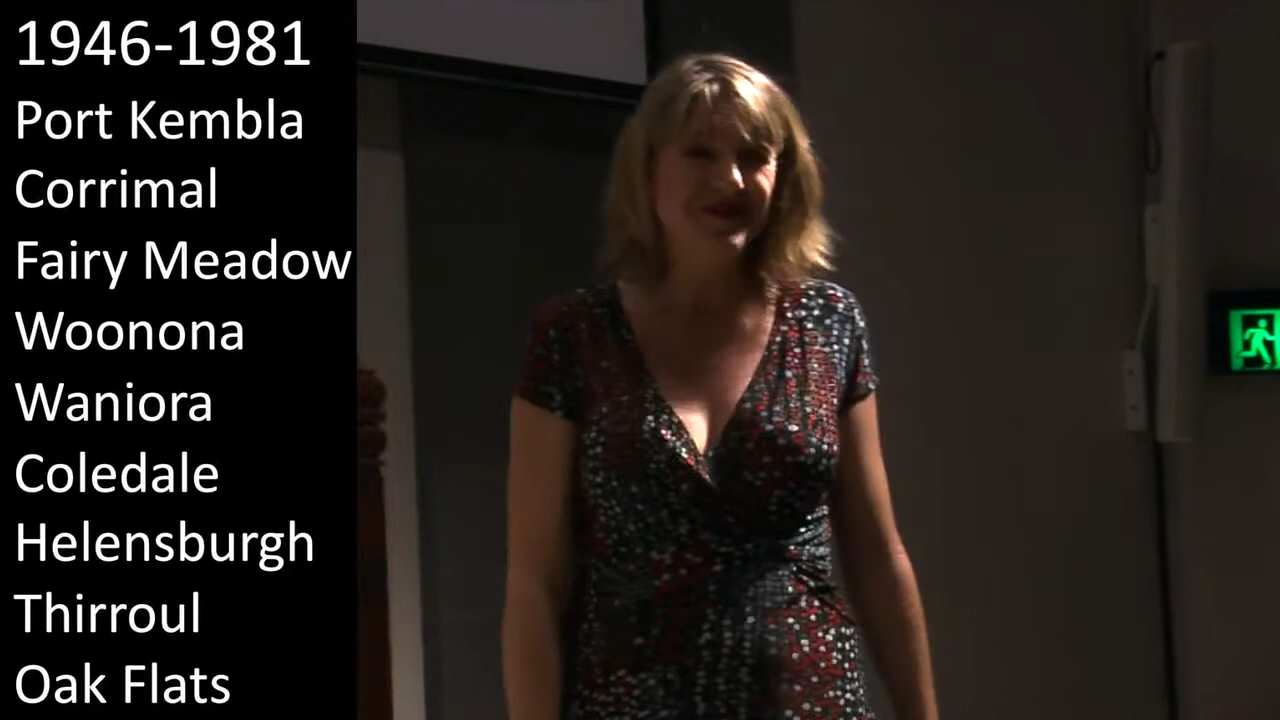 1946-1981
Port Kembla
Corrimal
Fairy Meadow
Woonona
Waniora
Coledale
Helensburgh
Thirroul
Oak Flats